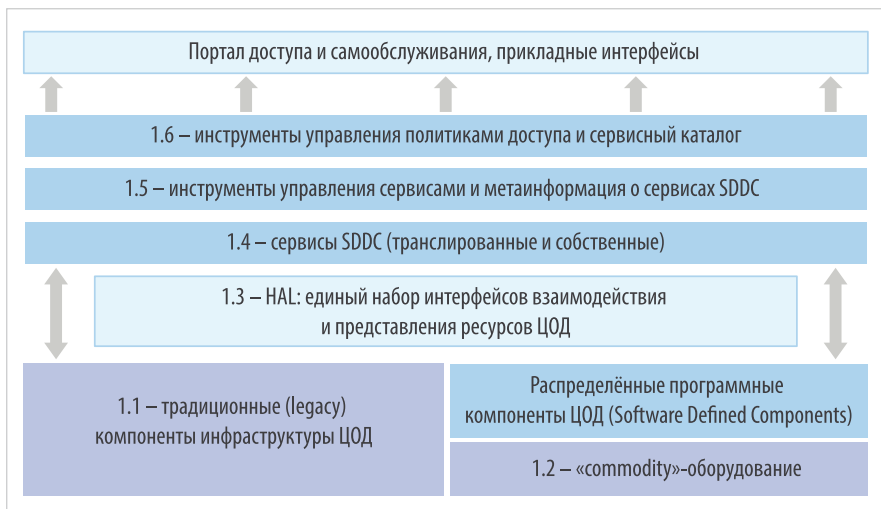 Портал доступа и самообслуживания, прикладные интерфейсы
1.6 – инструменты управления политиками доступа и сервисный каталог
1.5 – инструменты управления сервисами и метаинформация о сервисах SDDC
1.4 – сервисы SDDC (транслированные и собственные)
1.3 – HAL: единый набор интерфейсов взаимодействия
и представления ресурсов ЦОД
1.1 – традиционные (legacy)
компоненты инфраструктуры ЦОД
Распределённые программные
компоненты ЦОД (Software Defined Components)
1.2 – «commodity»-оборудование